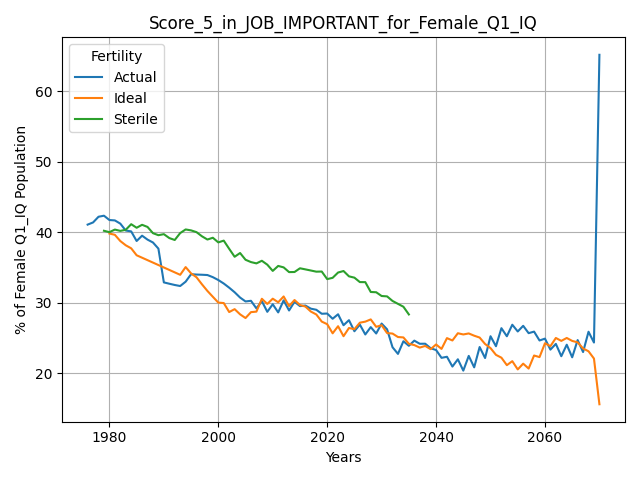 Score_5_in_JOB_IMPORTANT_for_Female_Q1_IQ
Fertility
Actual
Ideal
Sterile
% of Female Q1_IQ Population
60
50
40
30
20
1980
2000
2020
2040
2060
Years